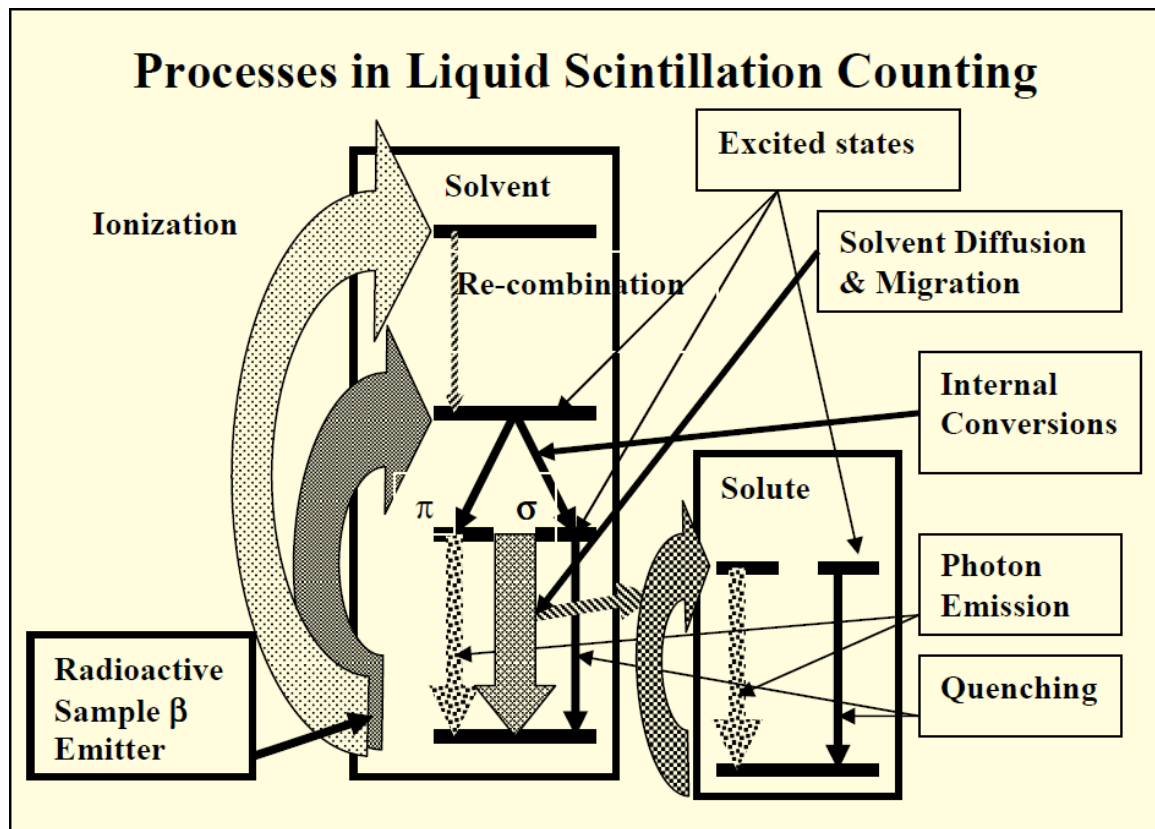 Processes in Liquid Scintillation Counting
Excited states
Solvent
Ionization
Solvent Diffusion
& Migration
Re-combination
Internal
Conversions
Solute
π
σ
Photon
Emission
Radioactive
Sample β
Emitter
Quenching